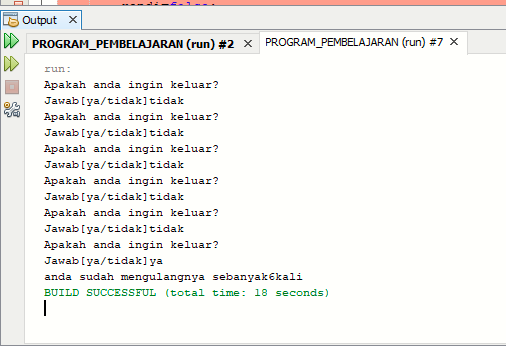 Output
PROGRAM_PEMBELAJARAN (run) #2 PROGRAM_PEMBELAJARAN (run) #7
run:
Apakah anda ingin keluar?
Jawab[ya/tidak]tidak
Apakah anda ingin keluar?
Jawab[ya/tidak]tidak
Apakah anda ingin keluar?
Jawab[ya/tidak]tidak
Apakah anda ingin keluar?
Jawab[ya/tidak]tidak
Apakah anda ingin keluar?
Jawab[ya/tidak]tidak
Apakah anda ingin keluar?
Jawab[ya/tidak]ya
anda sudah mengulangnya sebanyak6kali
BUILD SUCCESSFUL (total time: 18 seconds)